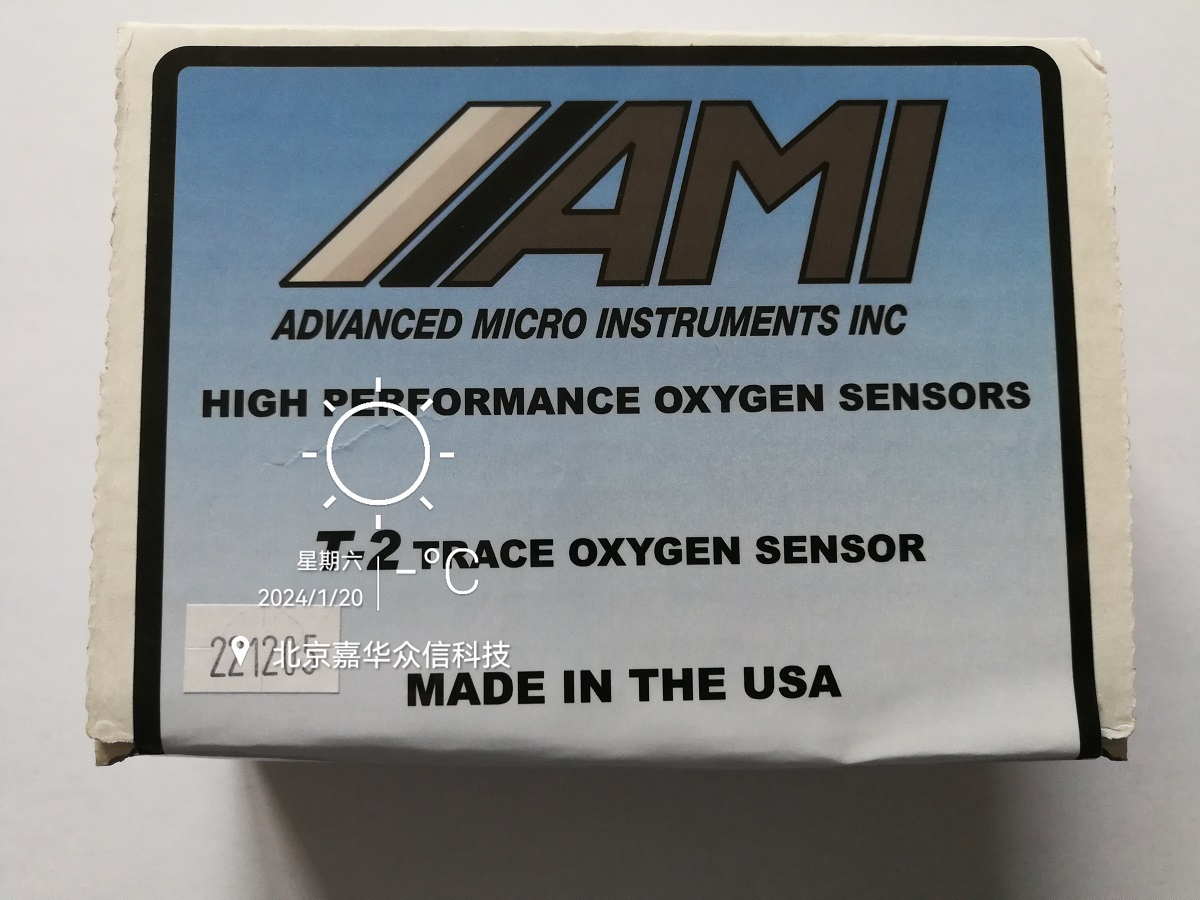 AMI
ADVANCED MICRO INSTRUMENTS INC
HIGH PERFORMANCE OXYGEN SENSORS
T-2 TRACE OXYGEN SENSOR
星期六
-°C
2024/1/20
221205
北京嘉华众信科技
MADE IN THE USA